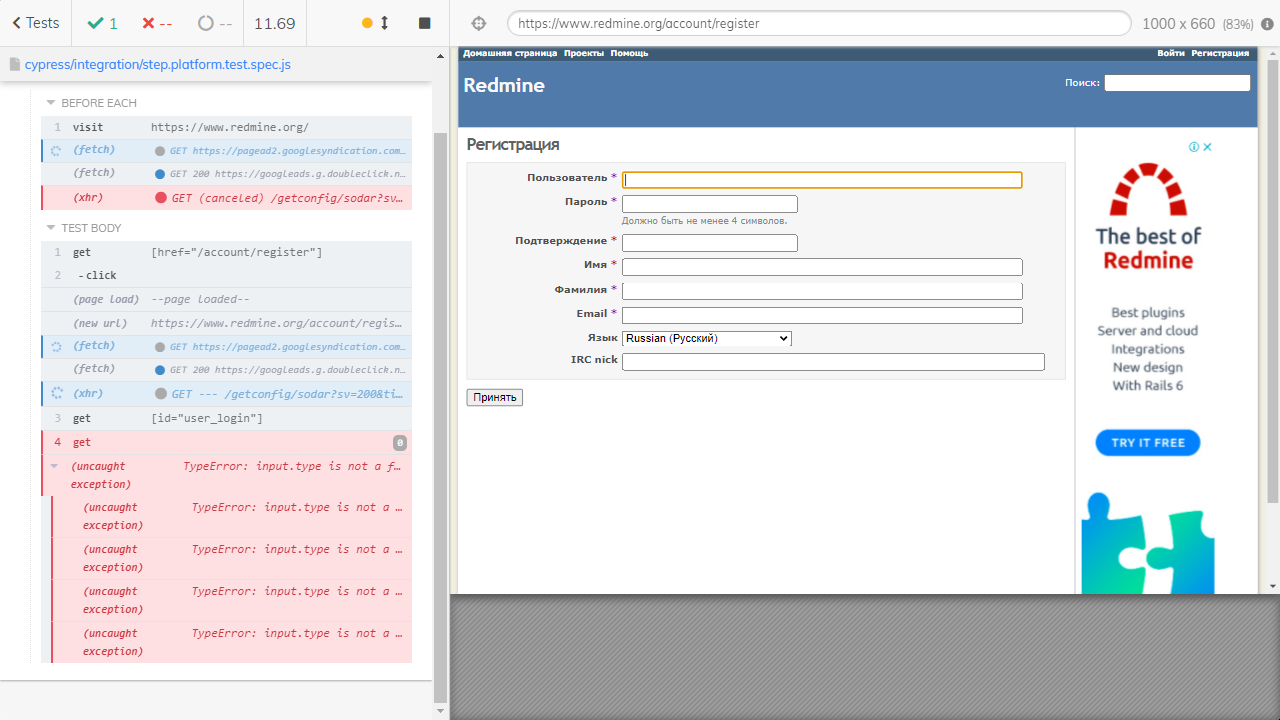 Tests
1
--
--
11.69
https://www.redmine.org/account/register
1000 x 660 (83%)
cypress/integration/step.platform.test.spec.js
BEFORE EACH
1 visit https://www.redmine.org/
(fetch) GET https://pagead2.googlesyndication.com...
(fetch) GET 200 https://googleads.g.doubleclick.n...
(xhr) GET (canceled) /getconfig/sodar?sv...
TEST BODY
1 get [href="/account/register"]
2 -click
(page load) --page loaded--
(new url) https://www.redmine.org/account/regis...
(fetch) GET https://pagead2.googlesyndication.com...
(fetch) GET 200 https://googleads.g.doubleclick.n...
(xhr) GET --- /getconfig/sodar?sv=200&ti...
3 get [id="user_login"]
4 get 0
(uncaught exception) TypeError: input.type is not a f...
(uncaught exception) TypeError: input.type is not a ...
(uncaught exception) TypeError: input.type is not a ...
(uncaught exception) TypeError: input.type is not a ...
(uncaught exception) TypeError: input.type is not a ...
Домашняя страница Проекты Помощь
Войти Регистрация
Redmine
Поиск:
Регистрация
Пользователь *
Пароль *
Должно быть не менее 4 символов.
Подтверждение *
Имя *
Фамилия *
Email *
Язык Russian (Русский)
IRC nick
Принять
The best of
Redmine
Best plugins
Server and cloud
Integrations
New design
With Rails 6
TRY IT FREE